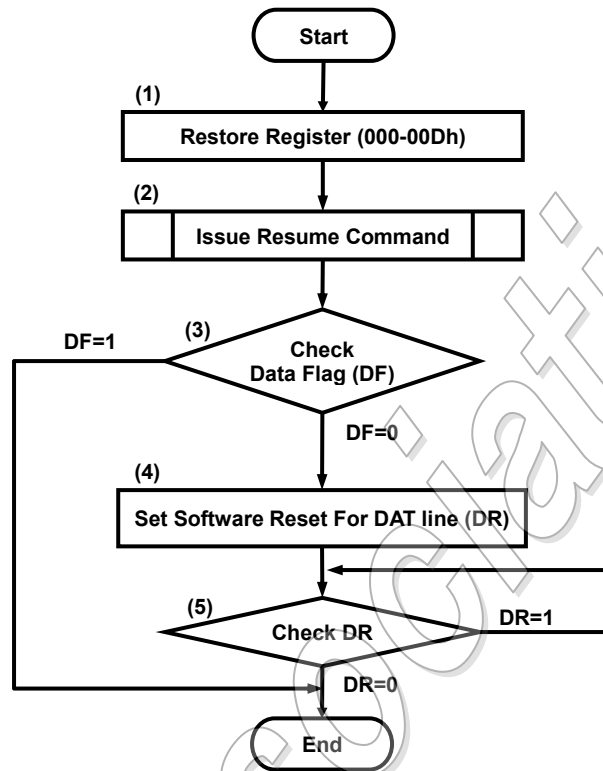 Start
(1)
Restore Register (000-00Dh)
(2)
Issue Resume Command
(3)
DF=1
Check
Data Flag (DF)
DF=0
(4)
Set Software Reset For DAT line (DR)
(5)
Check DR
DR=1
DR=0
End
ociati